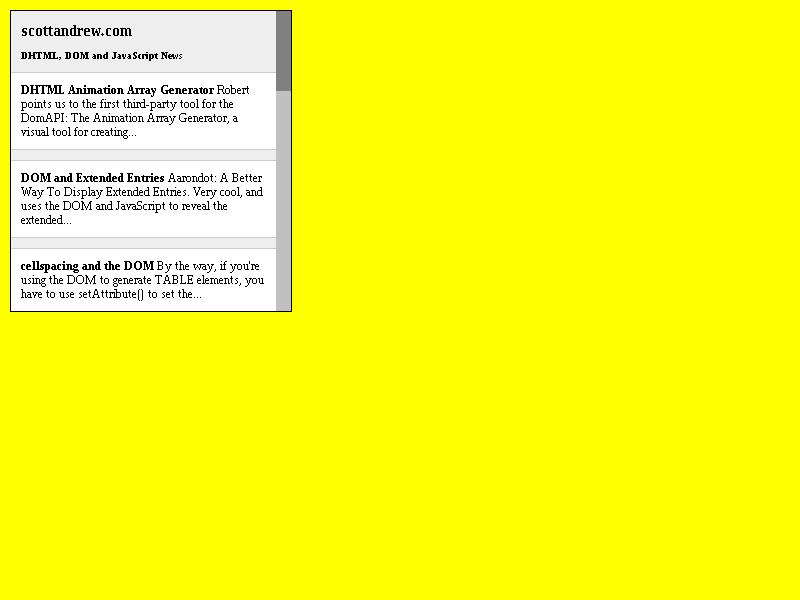 scottandrew.com
DHTML, DOM and JavaScript News
DHTML Animation Array Generator Robert
points us to the first third-party tool for the
DomAPI: The Animation Array Generator, a
visual tool for creating...
DOM and Extended Entries Aarondot: A Better
Way To Display Extended Entries. Very cool, and
uses the DOM and JavaScript to reveal the
extended...
cellspacing and the DOM By the way, if you're
using the DOM to generate TABLE elements, you
have to use setAttribute() to set the...